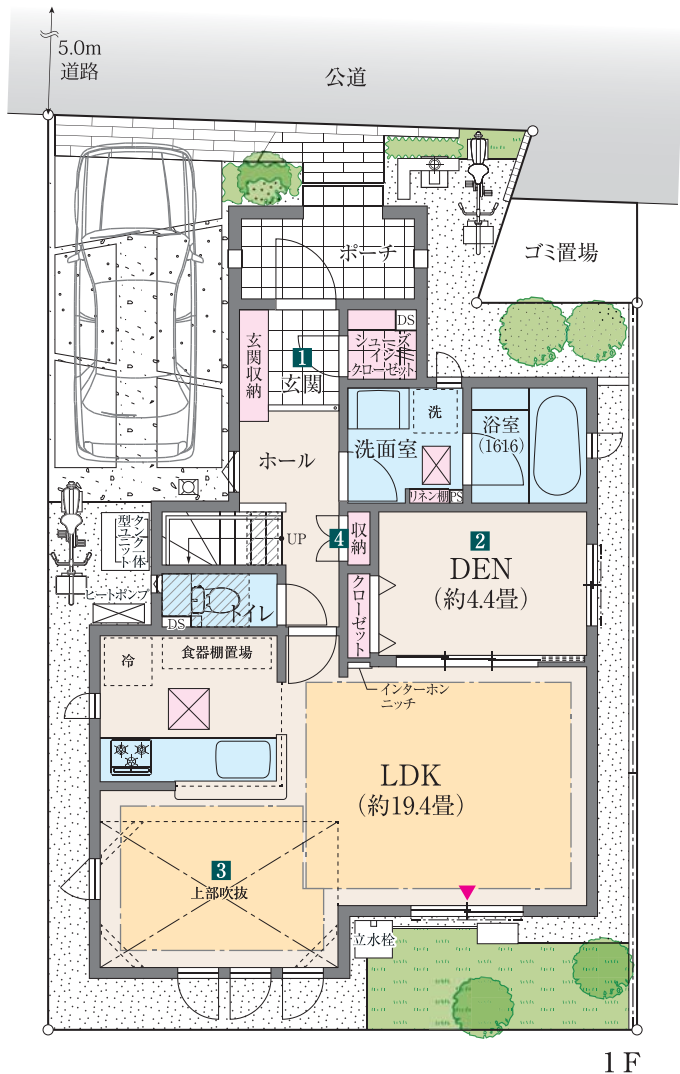 5.0m
道路
公道
ゴミ置場
ポーチ
DS
シューズ
イン
クローゼット
玄関収納
1
玄関
洗
洗面室
浴室
(1616)
ホール
リネン棚
PS
タンク一体
型ユニット
UP
4
収納
2
DEN
(約4.4畳)
ヒートポンプ
トイレ
DS
クローゼット
冷
食器棚置場
インターホン
ニッチ
LDK
(約19.4畳)
3
上部吹抜
立水栓
1F